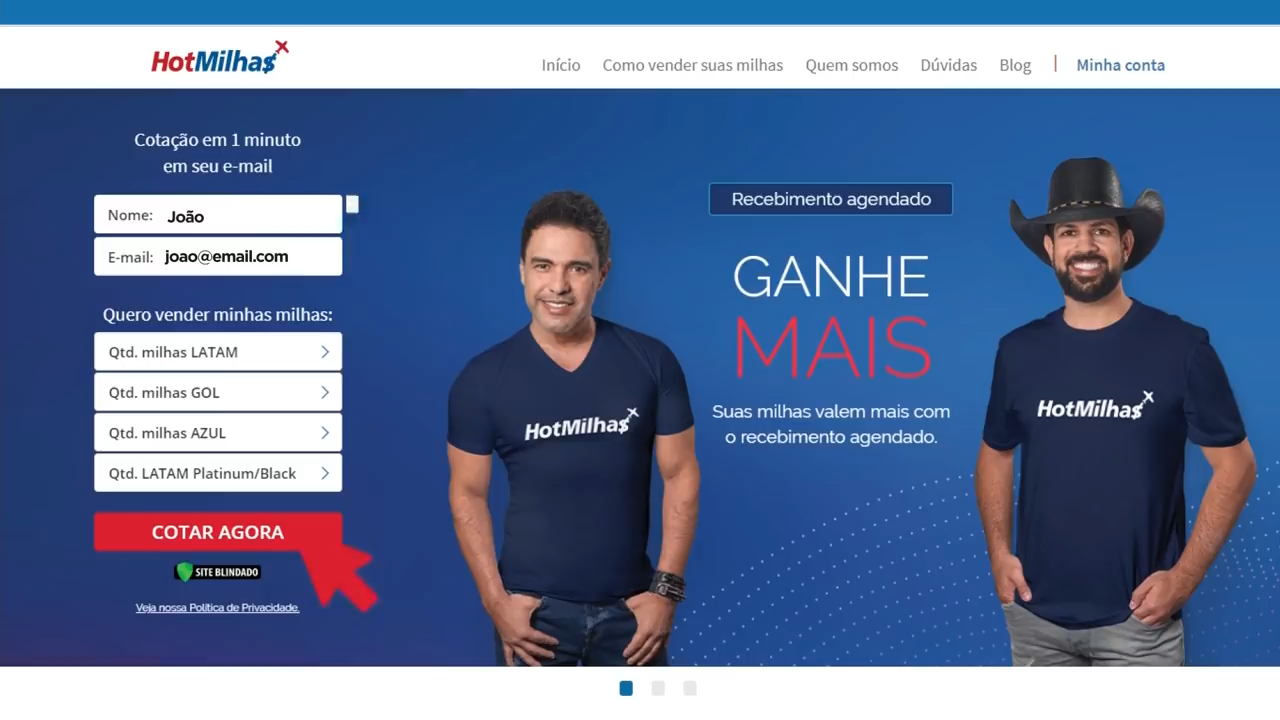 HotMilha$
Início Como vender suas milhas Quem somos Dúvidas Blog | Minha conta
Cotação em 1 minuto
em seu e-mail
Nome: João
E-mail: joao@email.com
Quero vender minhas milhas:
Qtd. milhas LATAM
Qtd. milhas GOL
Qtd. milhas AZUL
Qtd. LATAM Platinum/Black
COTAR AGORA
SITE BLINDADO
Veja nossa Política de Privacidade.
HotMilha$
Recebimento agendado
GANHE
MAIS
Suas milhas valem mais com
o recebimento agendado.
HotMilha$